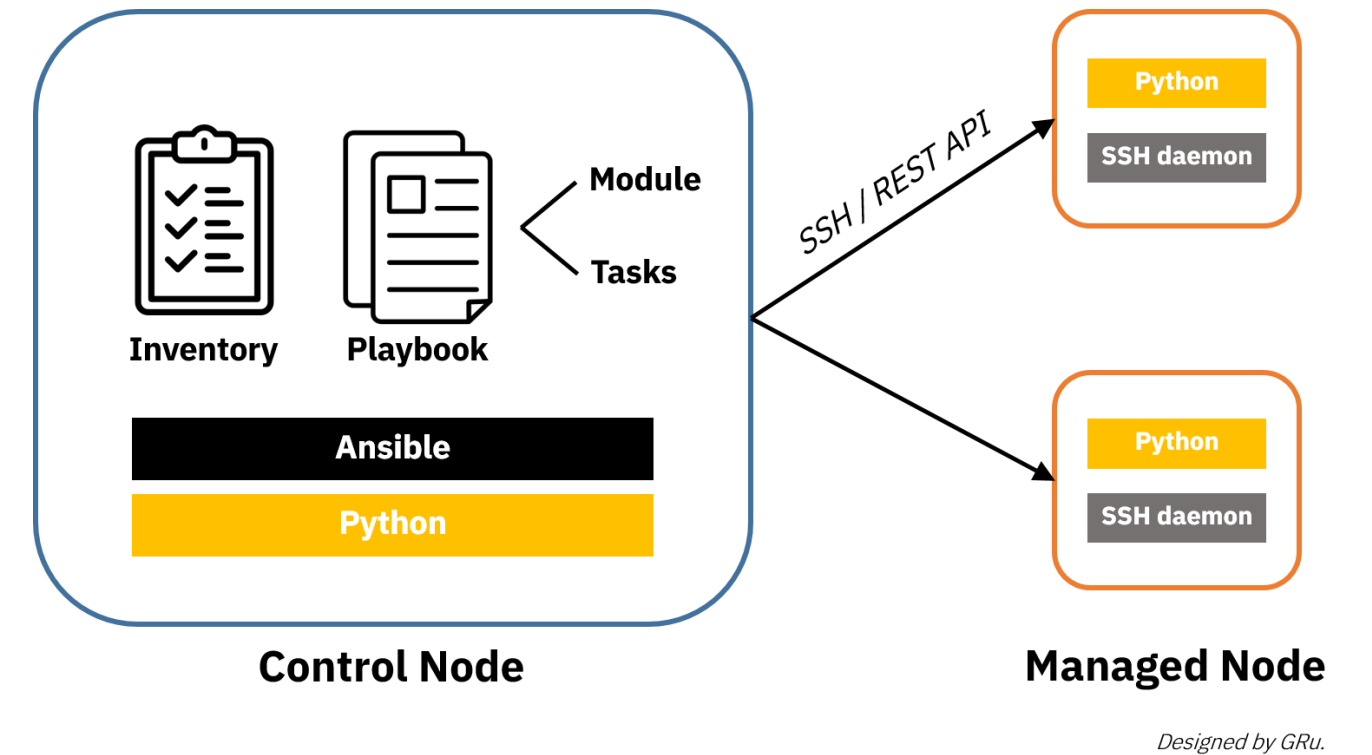 Module
Tasks
Inventory
Playbook
Ansible
Python
Control Node
SSH / REST API
Python
SSH daemon
Python
SSH daemon
Managed Node
Designed by GRu.